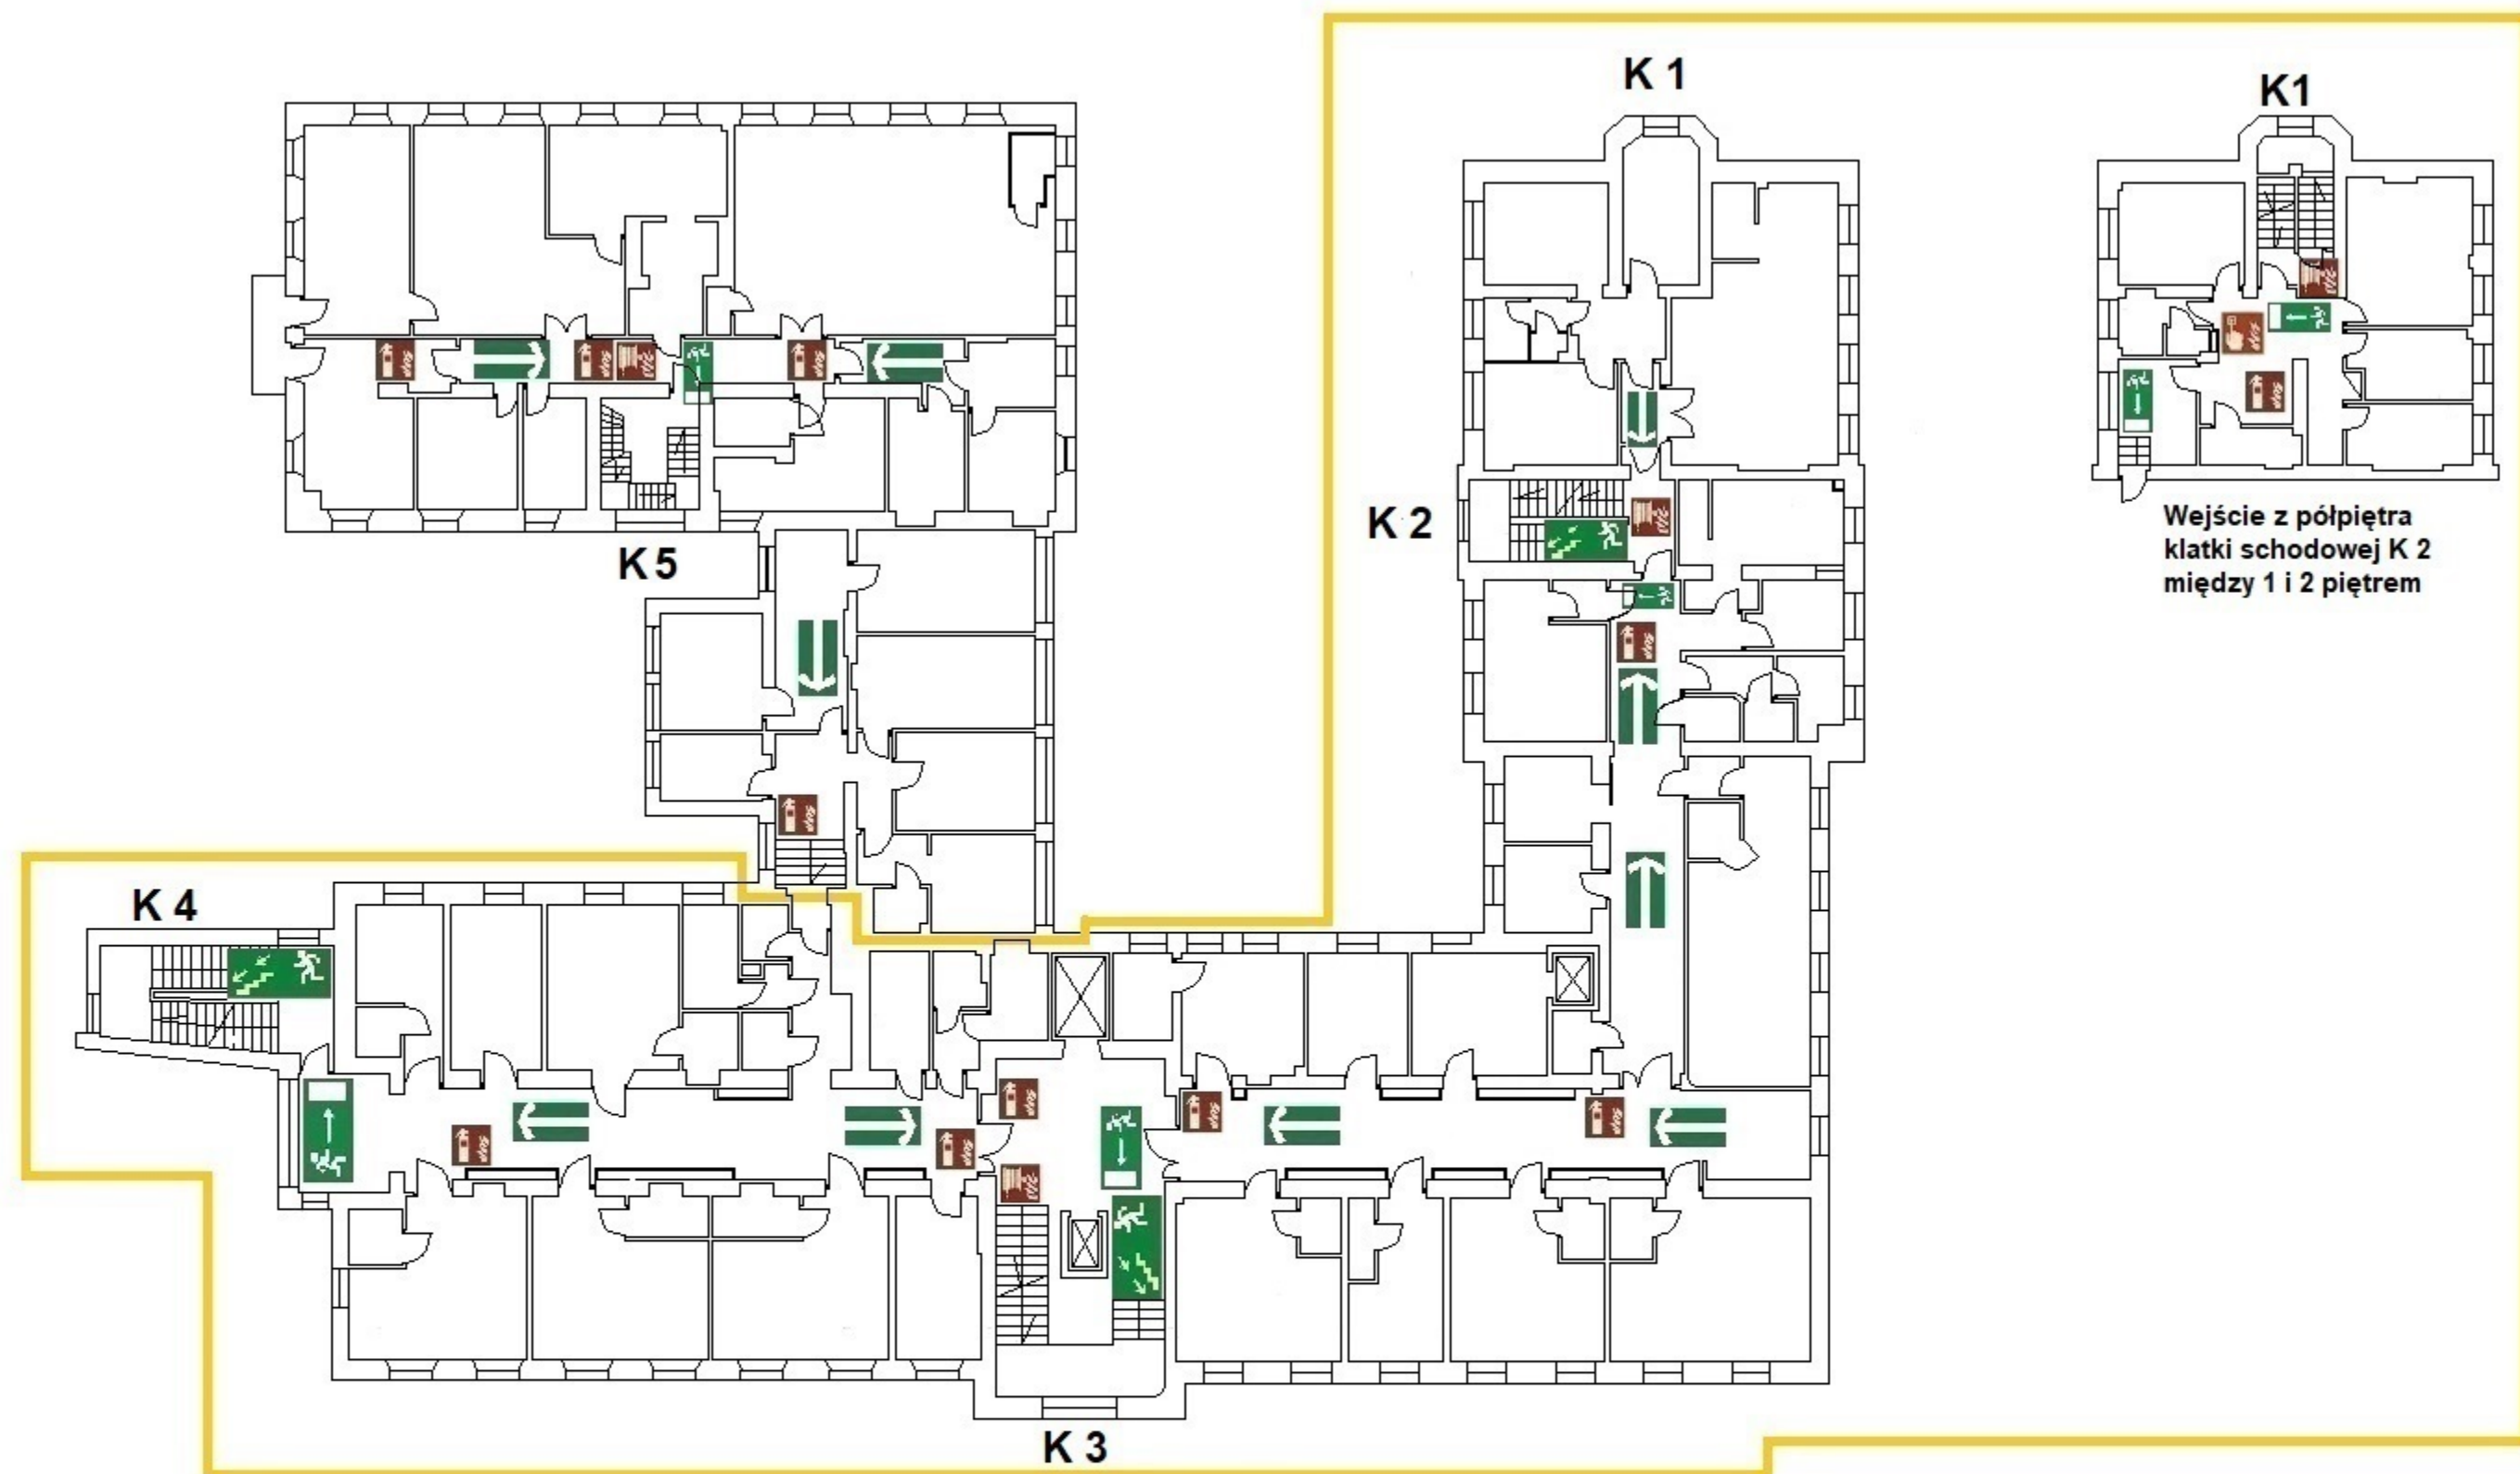 K 1
K1
K 2
Wejście z półpiętra
klatki schodowej K 2
między 1 i 2 piętrem
K 5
K 4
K 3